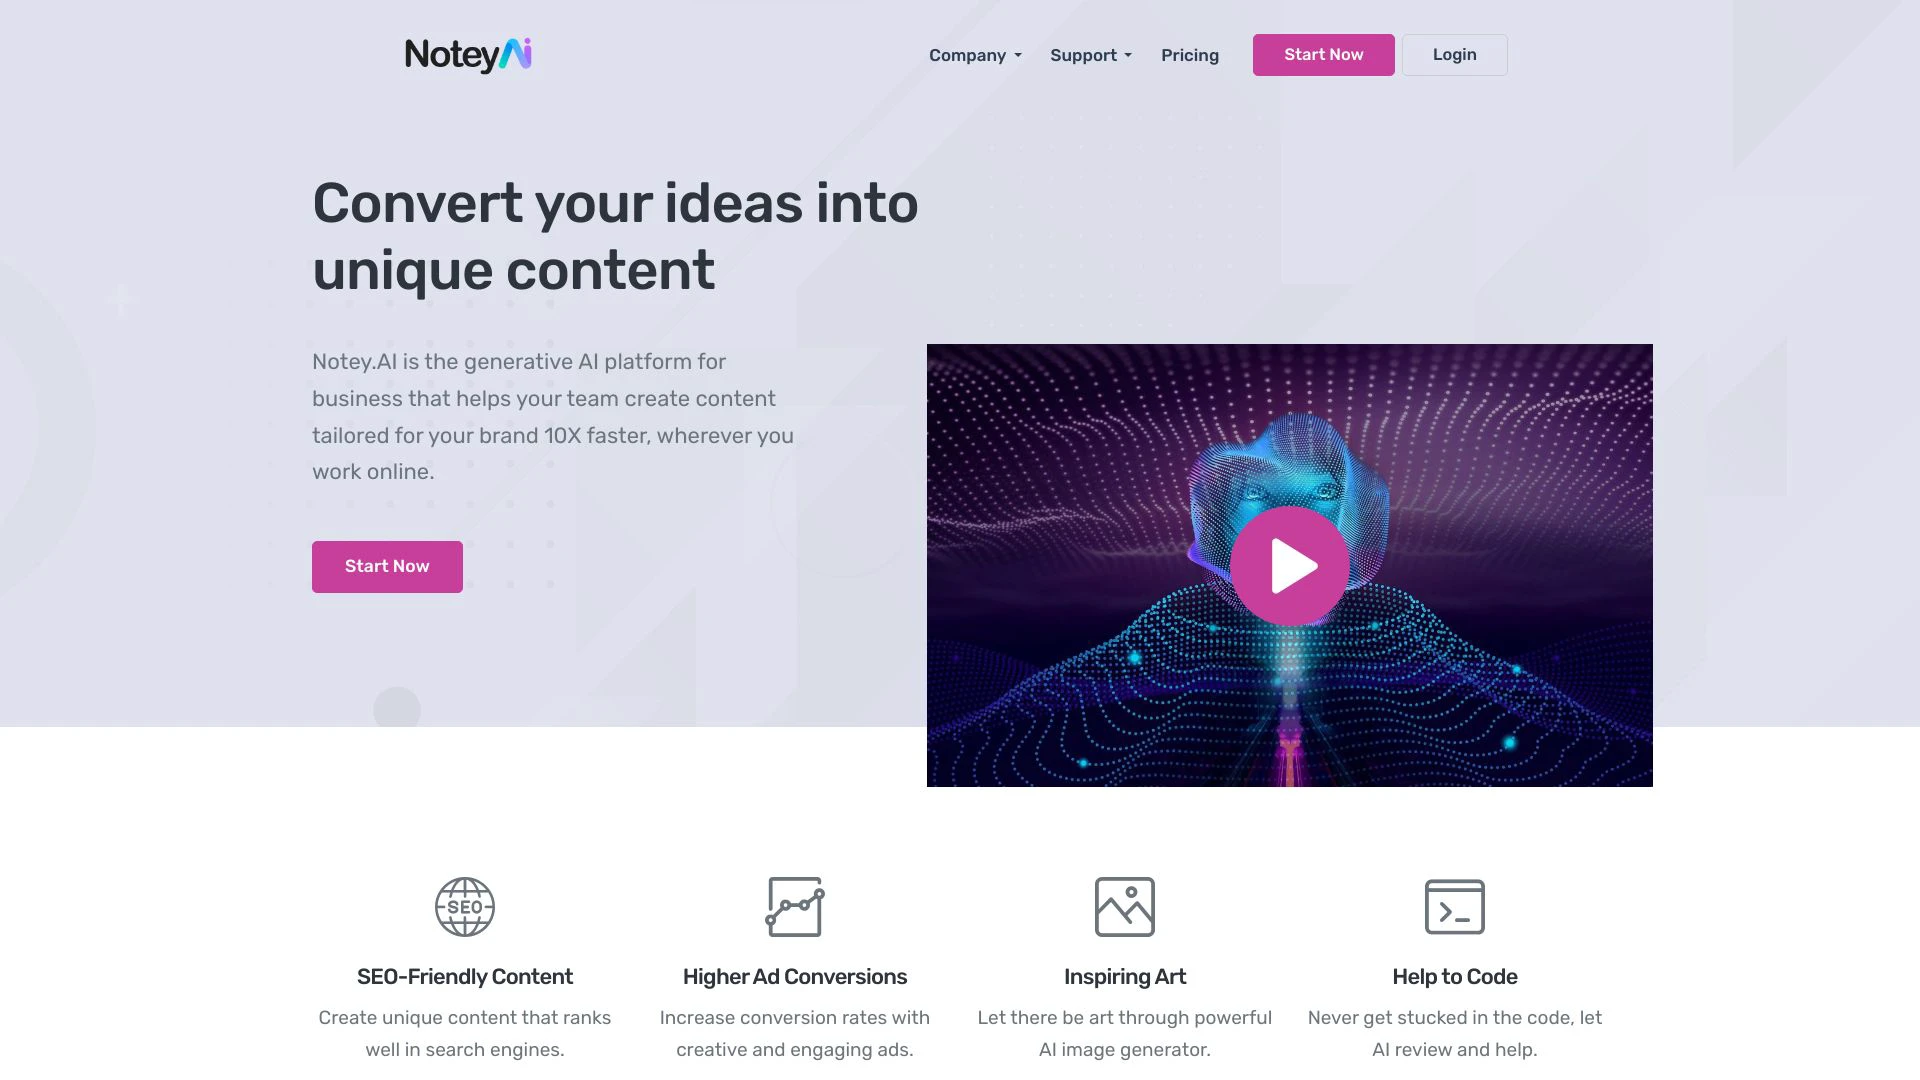 NoteyAi
Company
Support
Pricing
Start Now
Login
Convert your ideas into
unique content
Notey.AI is the generative AI platform for
business that helps your team create content
tailored for your brand 10X faster, wherever you
work online.
Start Now
SEO
SEO-Friendly Content
Create unique content that ranks
well in search engines.
Higher Ad Conversions
Increase conversion rates with
creative and engaging ads.
Inspiring Art
Let there be art through powerful
AI image generator.
Help to Code
Never get stucked in the code, let
AI review and help.